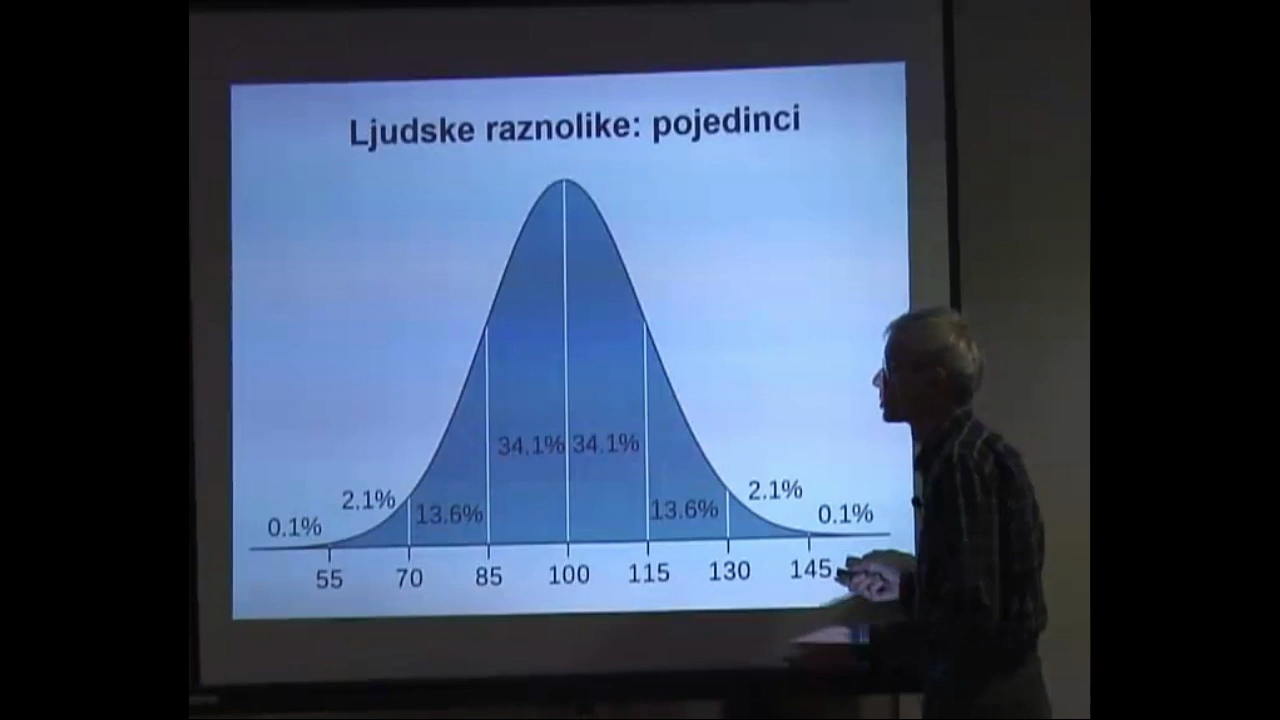 Ljudske raznolike: pojedinci
34.1% 34.1%
2.1% 2.1%
0.1% 13.6% 13.6% 0.1%
55 70 85 100 115 130 145